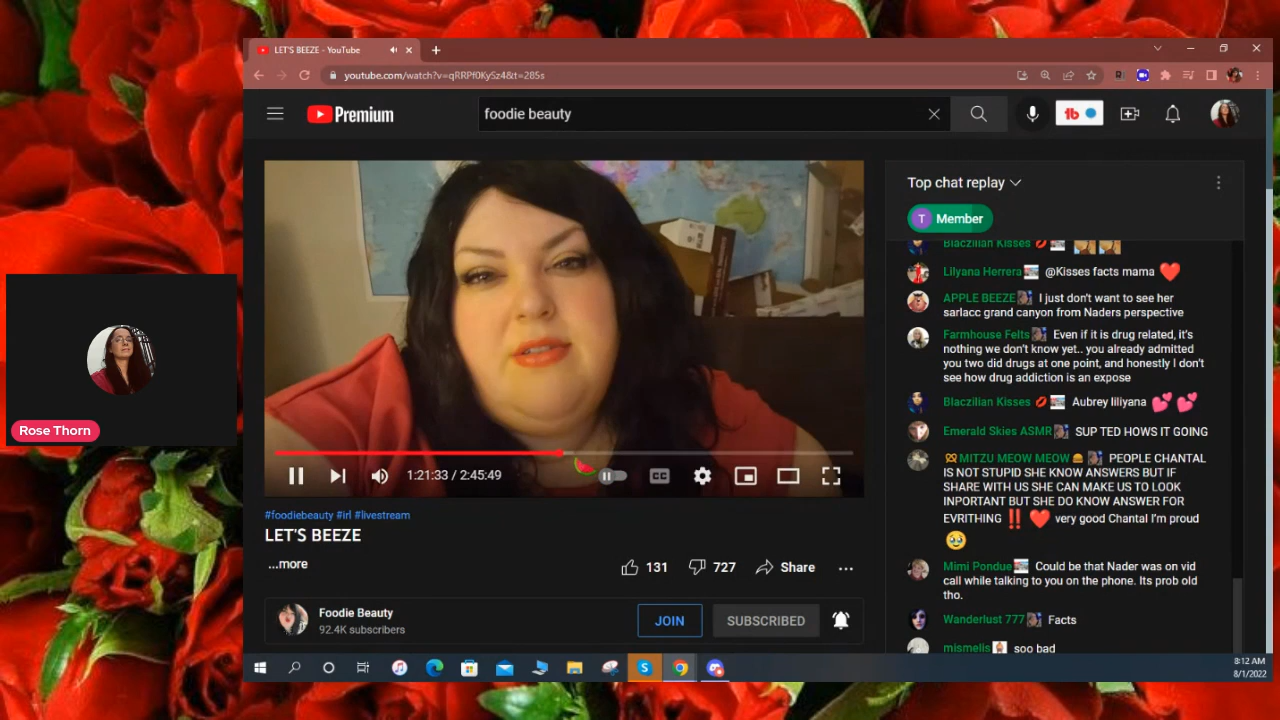 LET'S BEEZE - YouTube
youtube.com/watch?v=qRRPf0KySz4&t=285s
Premium
foodie beauty
Top chat replay
T Member
Blaczilian Kisses
Lilyana Herrera @Kisses facts mama
APPLE BEEZE I just don't want to see her
sarlacc grand canyon from Naders perspective
Farmhouse Felts Even if it is drug related, it's
nothing we don't know yet.. you already admitted
you two did drugs at one point, and honestly I don't
see how drug addiction is an expose
Blaczilian Kisses Aubrey liliyana
Emerald Skies ASMR SUP TED HOWS IT GOING
MITZU MEOW MEOW PEOPLE CHANTAL
IS NOT STUPID SHE KNOW ANSWERS BUT IF
SHARE WITH US SHE CAN MAKE US TO LOOK
INPORTANT BUT SHE DO KNOW ANSWER FOR
EVRITHING very good Chantal I'm proud
Mimi Pondue Could be that Nader was on vid
call while talking to you on the phone. Its prob old
tho.
Wanderlust 777 Facts
mismelis soo bad
Rose Thorn
1:21:33 / 2:45:49
CC
#foodiebeauty #irl #livestream
LET'S BEEZE
...more
131
727
Share
Foodie Beauty
92.4K subscribers
JOIN
SUBSCRIBED
8:12 AM
8/1/2022